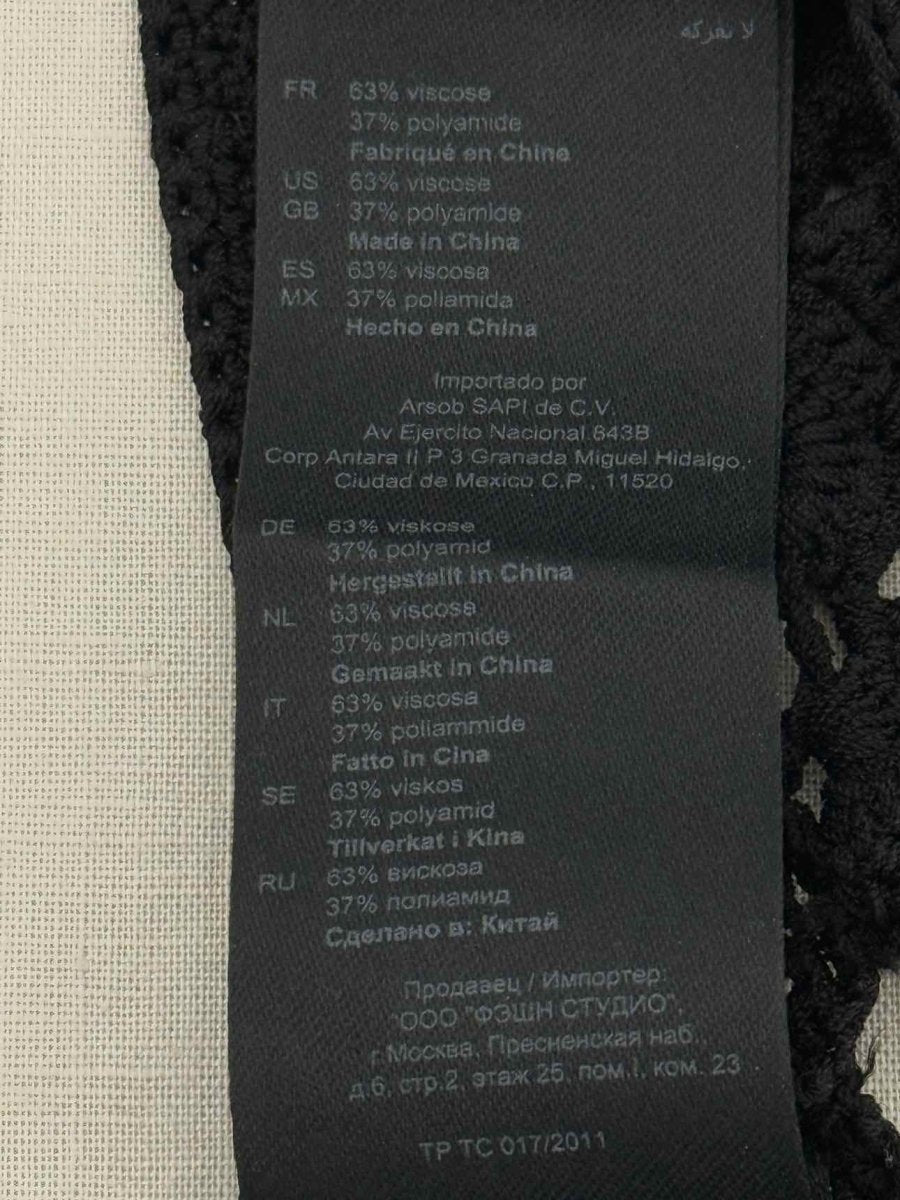 لا تفركه
FR 63% viscose
37% polyamide
Fabriqué en Chine
US 63% viscose
GB 37% polyamide
Made in China
ES 63% viscosa
MX 37% poliamida
Hecho en China
Importado por
Arsob SAPI de C.V.
Av Ejercito Nacional 843B
Corp Antara II P 3 Granada Miguel Hidalgo,
Ciudad de Mexico C.P, 11520
DE 63% viskose
37% polyamid
Hergestellt in China
NL 63% viscose
37% polyamide
Gemaakt in China
IT 63% viscosa
37% poliammide
Fatto in Cina
SE 63% viskos
37% polyamid
Tillverkat i Kina
RU 63% вискоза
37% полиамид
Сделано в: Китай
Продавец / Импортер:
"ООО "ФЭШН СТУДИО",
г.Москва, Пресненская наб.,
д.6, стр.2, этаж 25, пом.I, ком. 23
ТР ТС 017/2011